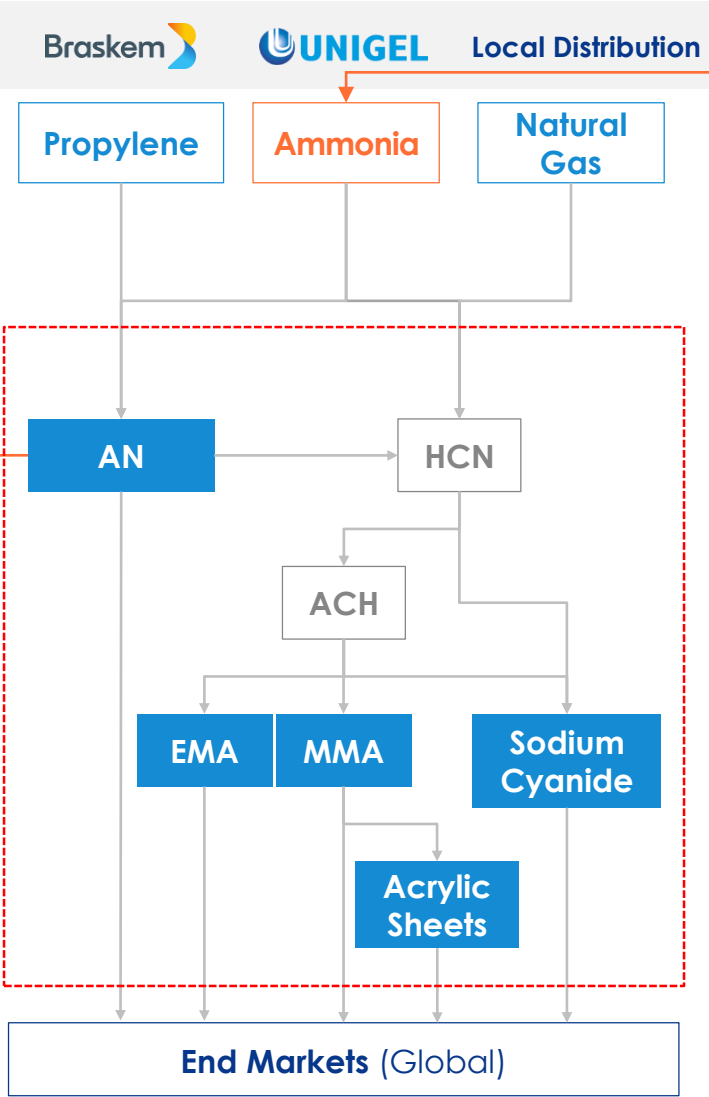 Braskem
UNIGEL
Local Distribution
Propylene
Ammonia
Natural
Gas
AN
HCN
ACH
EMA
MMA
Sodium
Cyanide
Acrylic
Sheets
End Markets (Global)